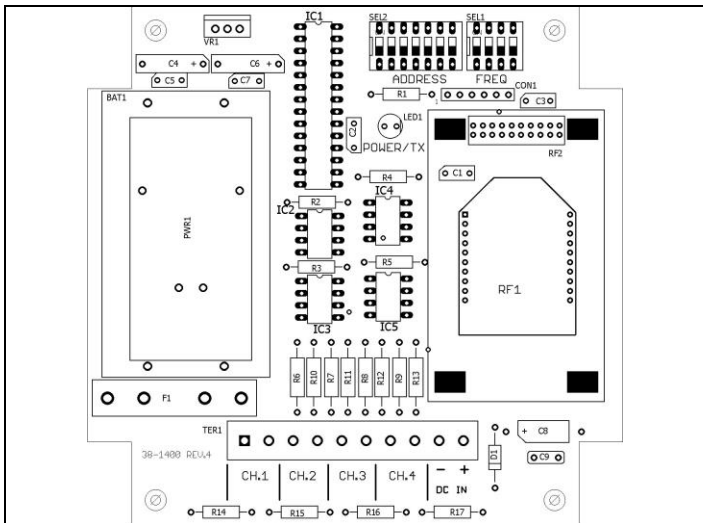 IC1
SEL2
SEL1
VR1
C4 +
C6 +
C5
C7
ADDRESS
FREQ
BAT1
R1
1
CON1
C3
LED1
C2
POWER/TX
RF2
C1
R4
IC4
R2
IC2
PWR1
R3
R5
RF1
IC3
IC5
R6
R10
R7
R11
R8
R12
R9
R13
F1
TER1
+ C8
38-1400 REV.4
D1
C9
CH.1
CH.2
CH.3
CH.4
− +
DC IN
R14
R15
R16
R17